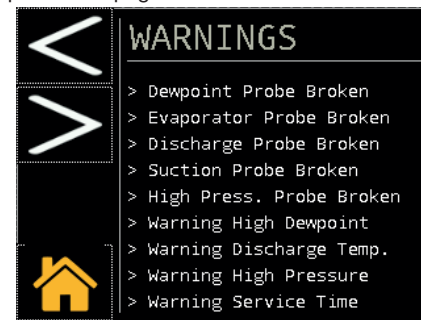 WARNINGS
> Dewpoint Probe Broken
> Evaporator Probe Broken
> Discharge Probe Broken
> Suction Probe Broken
> High Press. Probe Broken
> Warning High Dewpoint
> Warning Discharge Temp.
> Warning High Pressure
> Warning Service Time